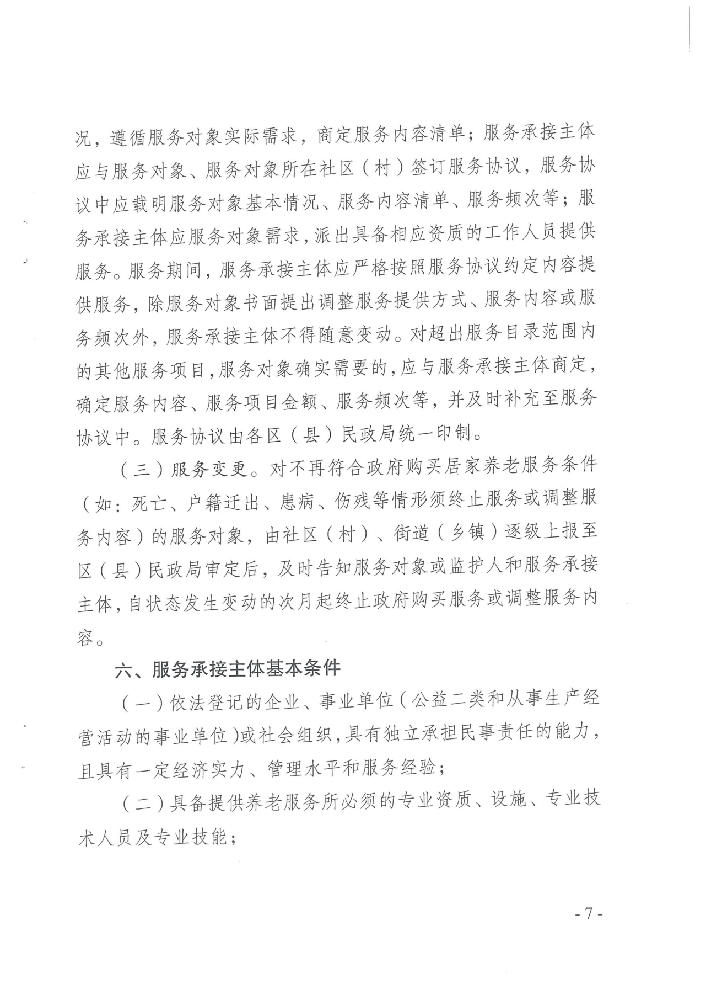 况，遵循服务对象实际需求，商定服务内容清单；服务承接主体
应与服务对象、服务对象所在社区（村）签订服务协议，服务协
议中应载明服务对象基本情况、服务内容清单、服务频次等；服
务承接主体应服务对象需求，派出具备相应资质的工作人员提供
服务。服务期间，服务承接主体应严格按照服务协议约定内容提
供服务，除服务对象书面提出调整服务提供方式、服务内容或服
务频次外，服务承接主体不得随意变动。对超出服务目录范围内
的其他服务项目，服务对象确实需要的，应与服务承接主体商定，
确定服务内容、服务项目金额、服务频次等，并及时补充至服务
协议中。服务协议由各区（县）民政局统一印制。
（三）服务变更。对不再符合政府购买居家养老服务条件
（如：死亡、户籍迁出、患病、伤残等情形须终止服务或调整服
务内容）的服务对象，由社区（村）、街道（乡镇）逐级上报至
区（县）民政局审定后，及时告知服务对象或监护人和服务承接
主体，自状态发生变动的次月起终止政府购买服务或调整服务内
容。
六、服务承接主体基本条件
（一）依法登记的企业、事业单位（公益二类和从事生产经
营活动的事业单位）或社会组织，具有独立承担民事责任的能力，
且具有一定经济实力、管理水平和服务经验；
（二）具备提供养老服务所必须的专业资质、设施、专业技
术人员及专业技能；
- 7 -